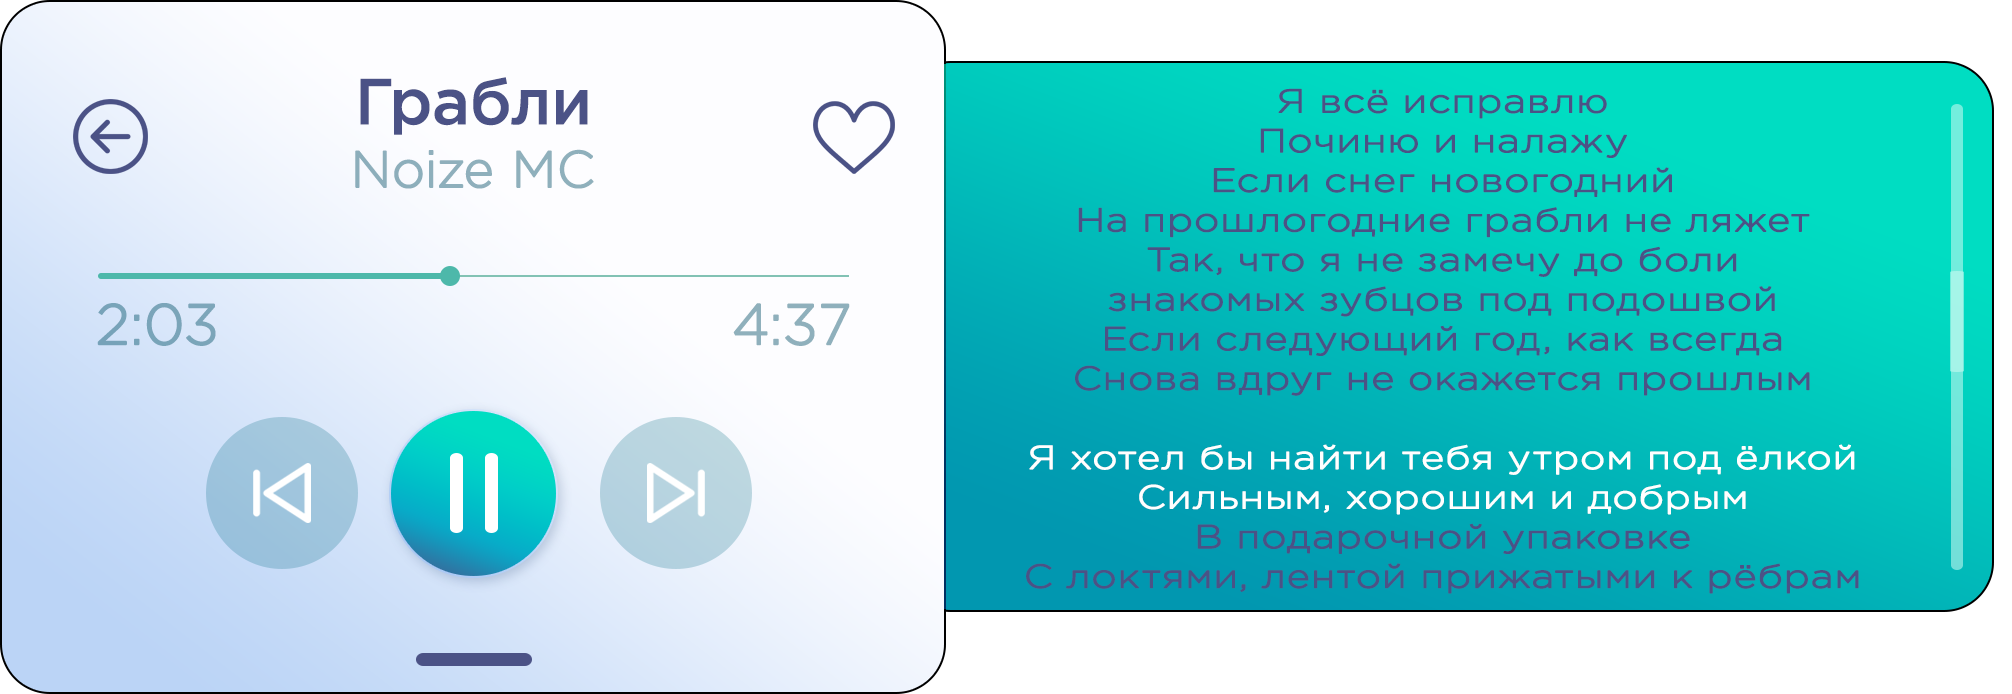 Грабли
Noize MC
2:03
4:37
Я всё исправлю
Починю и налажу
Если снег новогодний
На прошлогодние грабли не ляжет
Так, что я не замечу до боли
знакомых зубцов под подошвой
Если следующий год, как всегда
Снова вдруг не окажется прошлым
Я хотел бы найти тебя утром под ёлкой
Сильным, хорошим и добрым
В подарочной упаковке
С локтями, лентой прижатыми к рёбрам